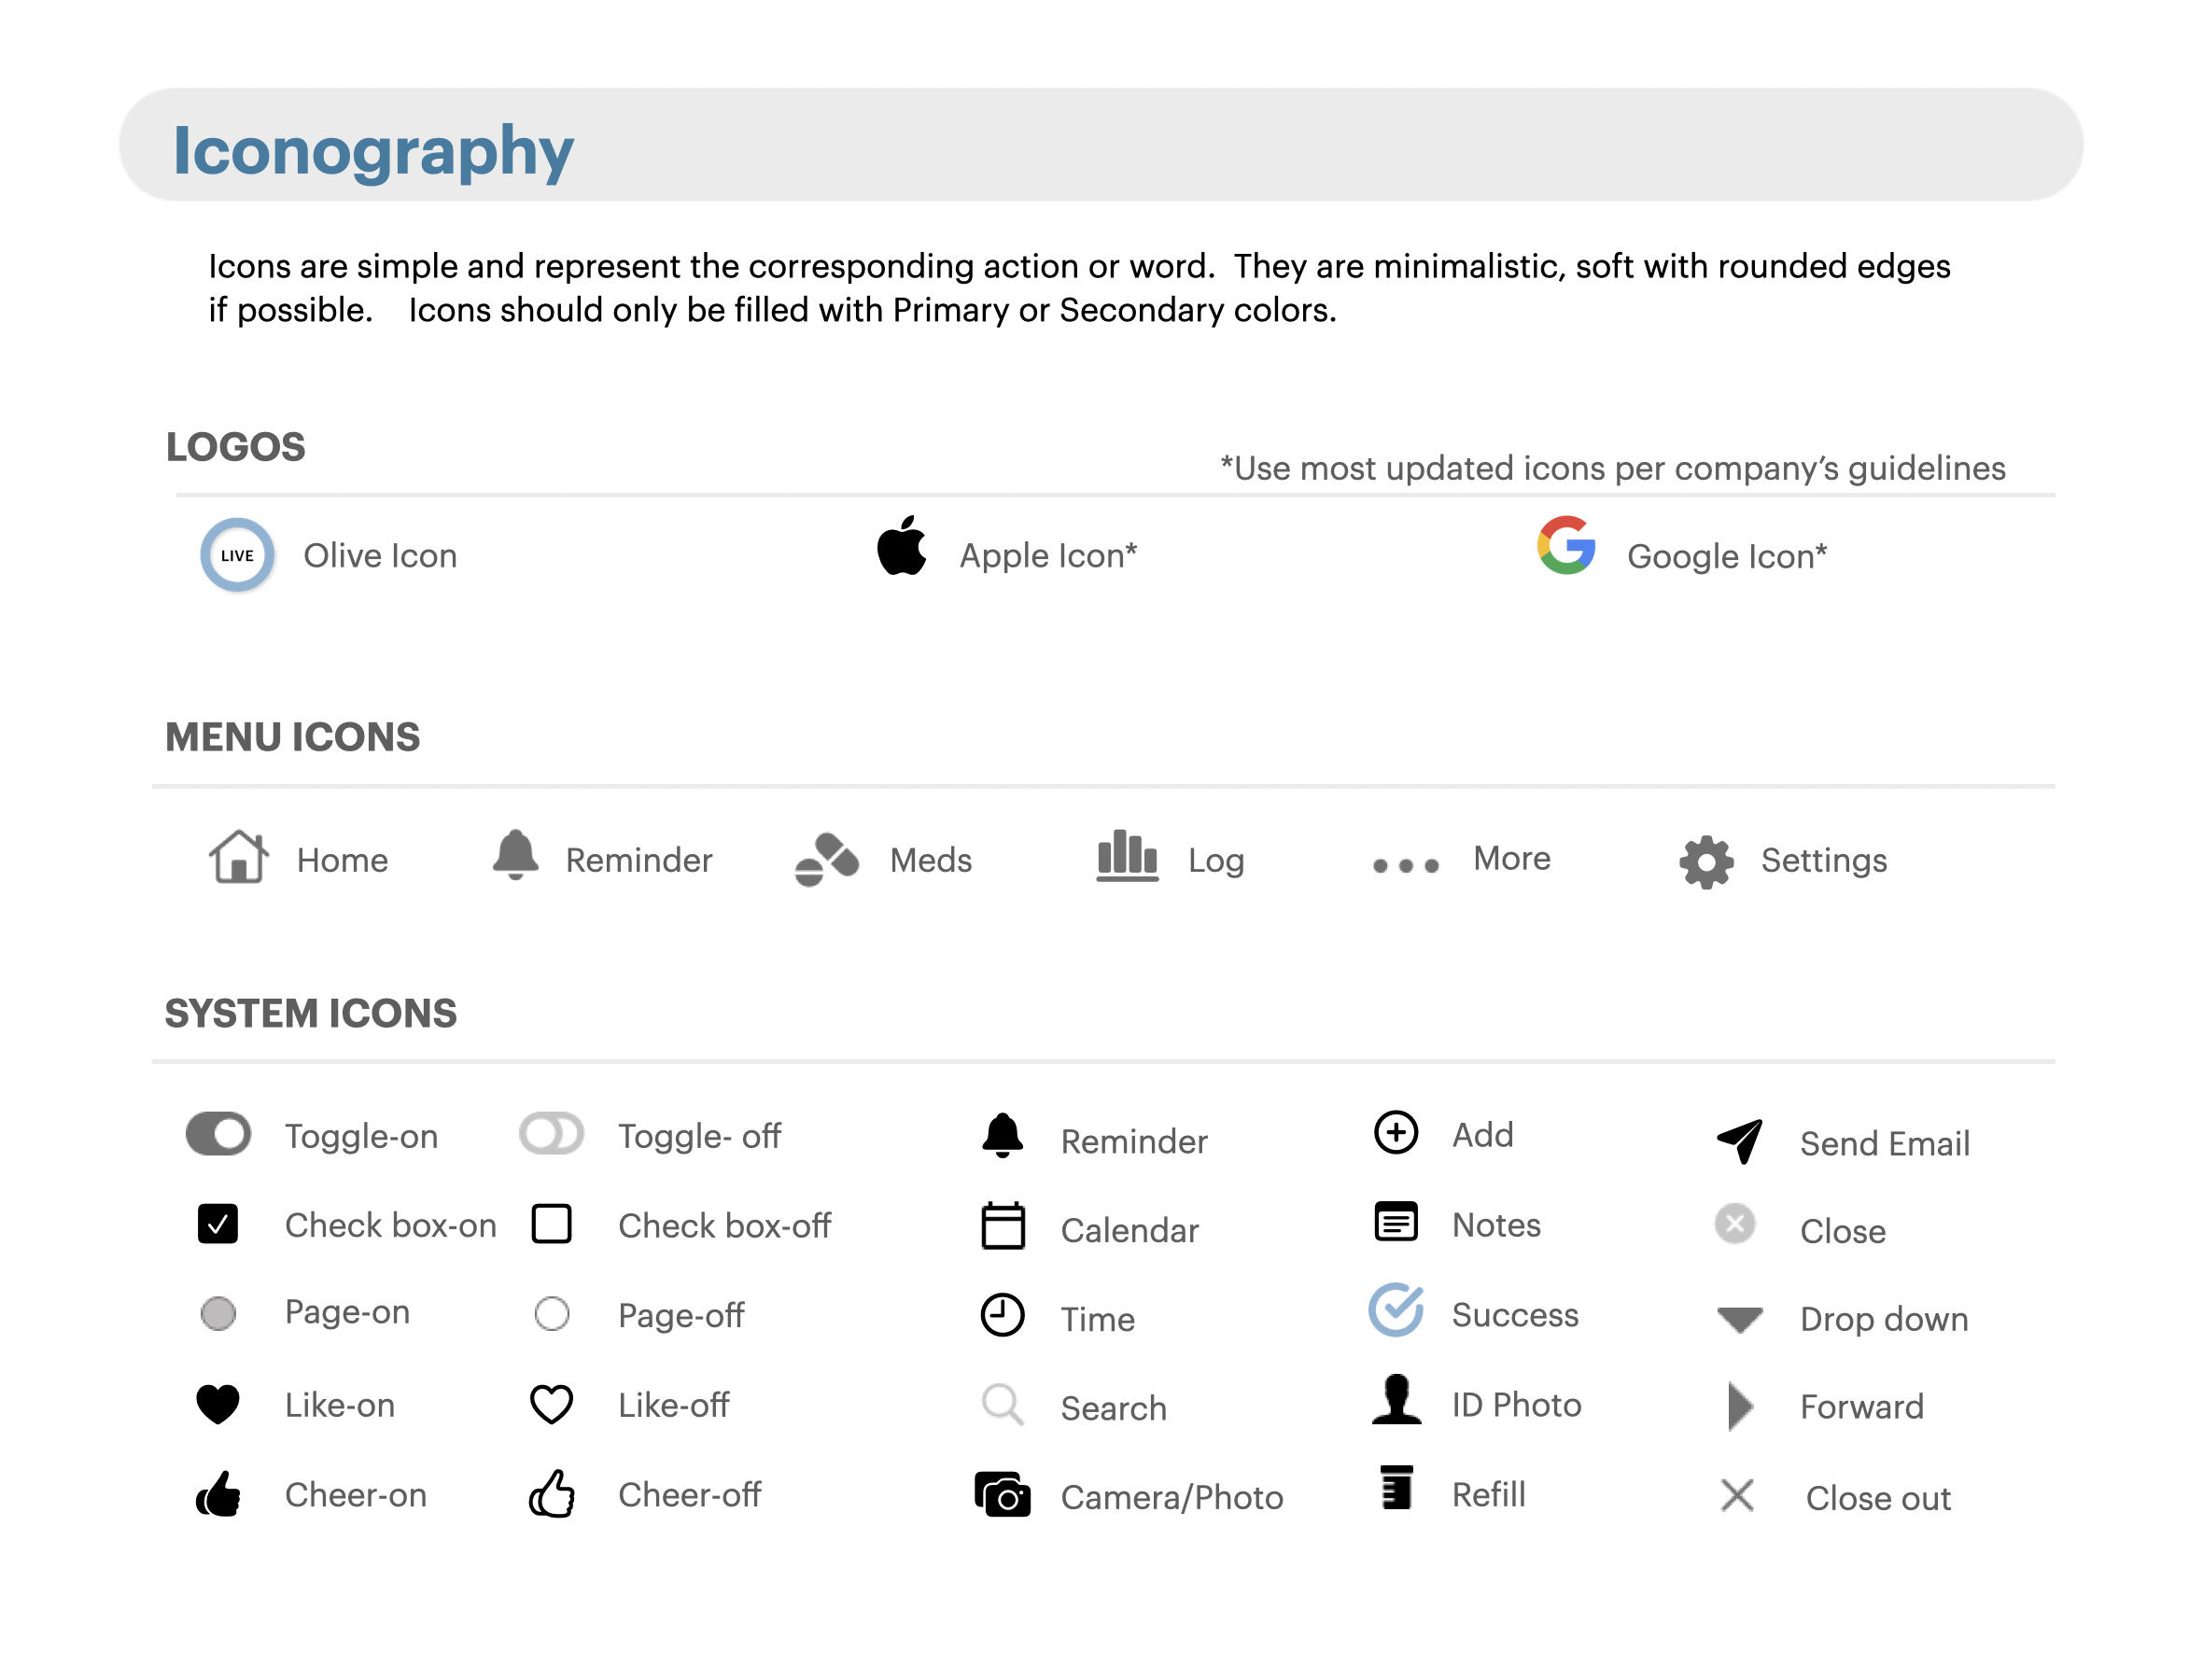 Iconography
Icons are simple and represent the corresponding action or word.  They are minimalistic, soft with rounded edges
if possible.    Icons should only be filled with Primary or Secondary colors.
LOGOS
*Use most updated icons per company’s guidelines
LIVE Olive Icon Apple Icon* Google Icon*
MENU ICONS
Home Reminder Meds Log More Settings
SYSTEM ICONS
Toggle-on Toggle- off Reminder Add Send Email
Check box-on Check box-off Calendar Notes Close
Page-on Page-off Time Success Drop down
Like-on Like-off Search ID Photo Forward
Cheer-on Cheer-off Camera/Photo Refill Close out